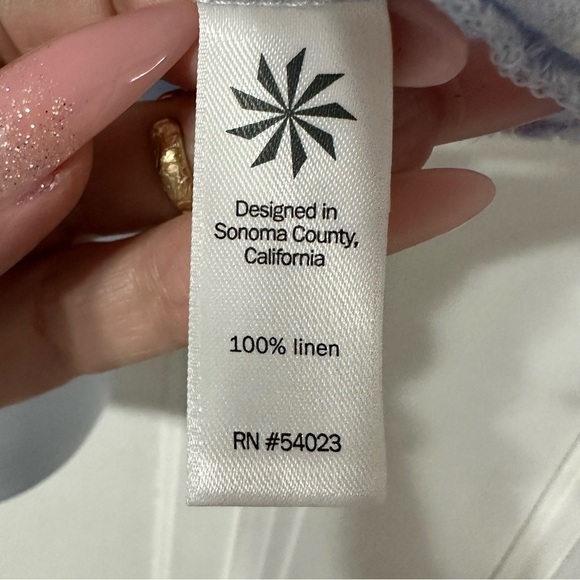 Designed in
Sonoma County,
California
100% linen
RN #54023